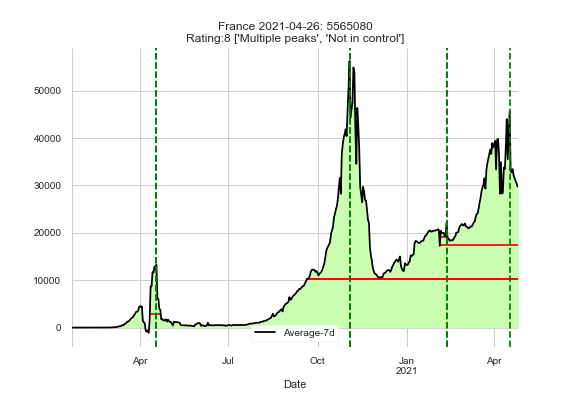 France 2021-04-26: 5565080
Rating:8 ['Multiple peaks', 'Not in control']
50000
40000
30000
20000
10000
0
Average-7d
Apr
Jul
Oct
Jan
2021
Apr
Date